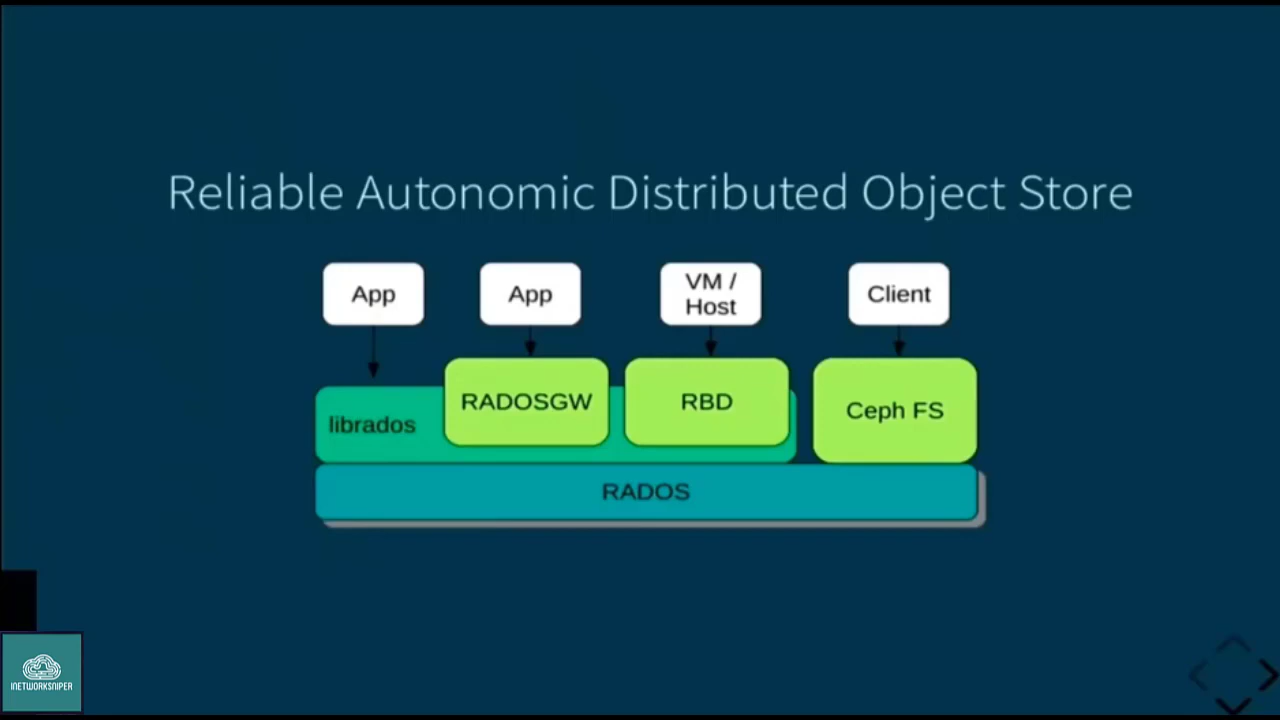 Reliable Autonomic Distributed Object Store
App
App
VM /
Host
Client
librados
RADOSGW
RBD
Ceph FS
RADOS
INETWORKSNIPER